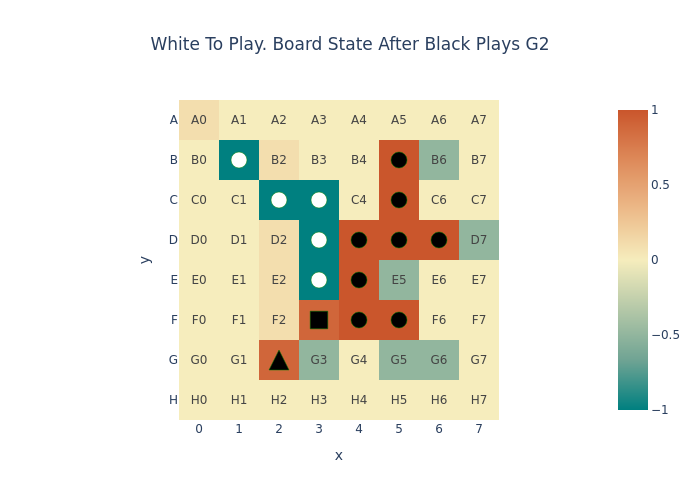 White To Play. Board State After Black Plays G2
A A0 A1 A2 A3 A4 A5 A6 A7
B B0 B2 B3 B4 B6 B7
C C0 C1 C4 C6 C7
D D0 D1 D2 D7
E E0 E1 E2 E5 E6 E7
F F0 F1 F2 F6 F7
G G0 G1 G3 G4 G5 G6 G7
H H0 H1 H2 H3 H4 H5 H6 H7
0 1 2 3 4 5 6 7
x
y
1
0.5
0
−0.5
−1